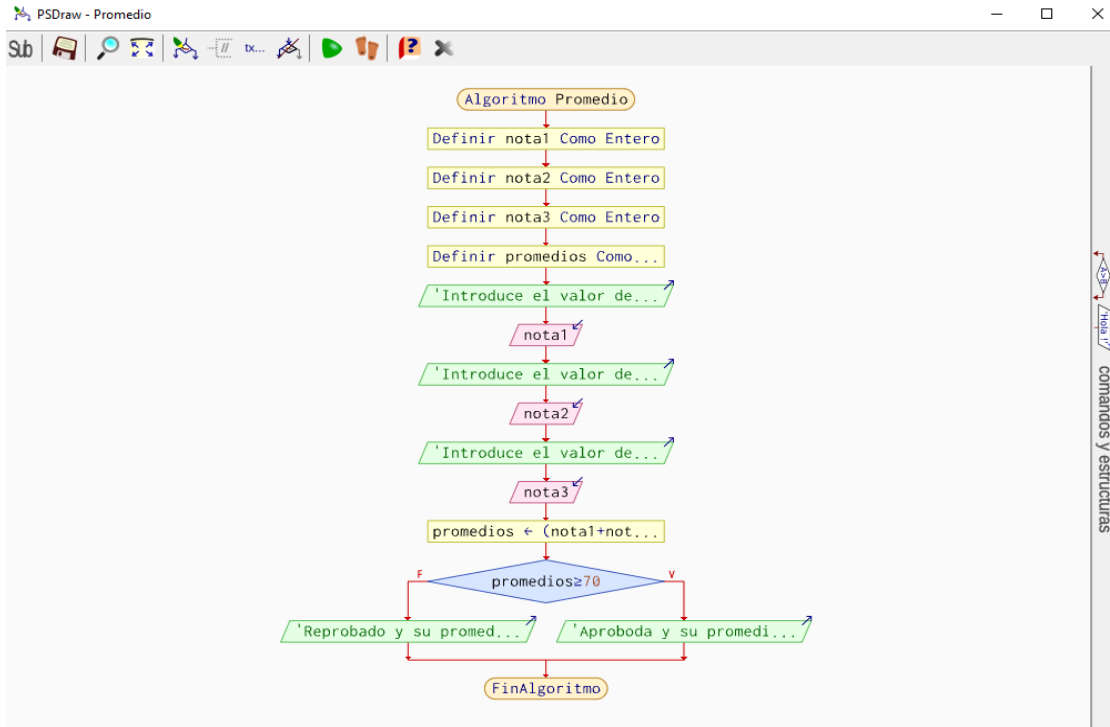 PSDraw - Promedio
Sub
tx...
Algoritmo Promedio
Definir nota1 Como Entero
Definir nota2 Como Entero
Definir nota3 Como Entero
Definir promedios Como...
'Introduce el valor de...
nota1
'Introduce el valor de...
nota2
'Introduce el valor de...
nota3
promedios ← (nota1+not...
promedios≥70
F
V
'Reprobado y su promed...
'Aproboda y su promedi...
FinAlgoritmo
A>B
'Hola !'
comandos y estructuras